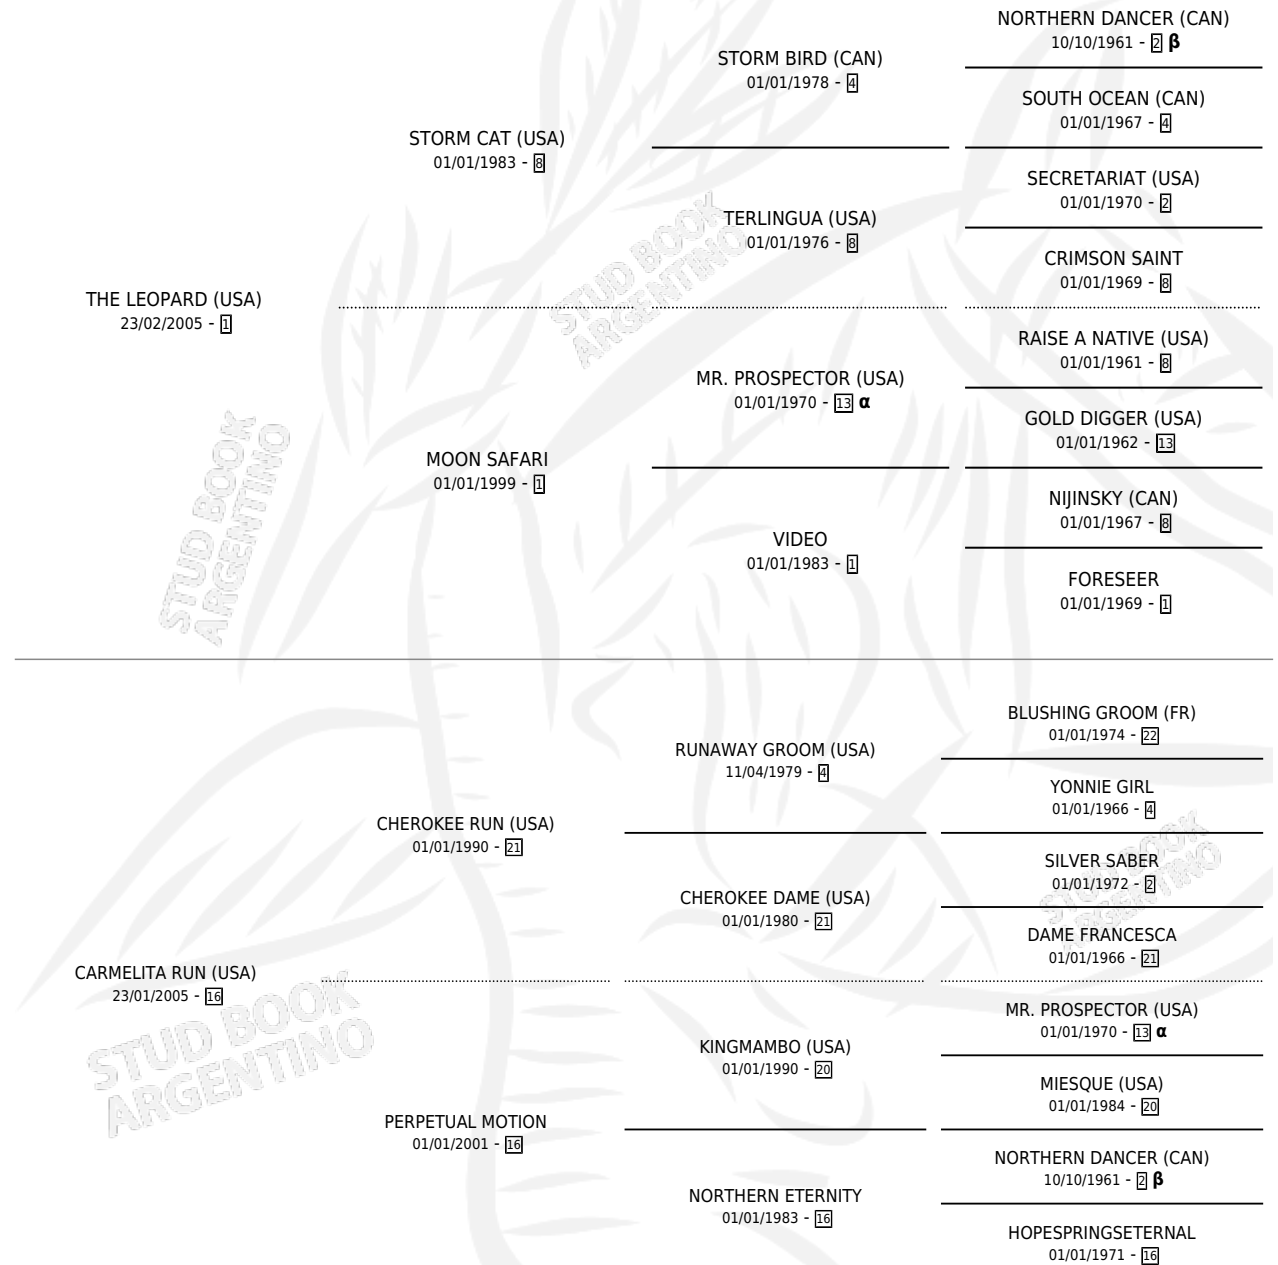 NORTHERN DANCER (CAN)
10/10/1961 - 2 β
STORM BIRD (CAN)
01/01/1978 - 4
SOUTH OCEAN (CAN)
01/01/1967 - 4
STORM CAT (USA)
01/01/1983 - 8
SECRETARIAT (USA)
01/01/1970 - 2
TERLINGUA (USA)
01/01/1976 - 8
CRIMSON SAINT
01/01/1969 - 8
THE LEOPARD (USA)
23/02/2005 - 1
STUD BOOK
ARGENTINO
RAISE A NATIVE (USA)
01/01/1961 - 8
MR. PROSPECTOR (USA)
01/01/1970 - 13 α
GOLD DIGGER (USA)
01/01/1962 - 13
MOON SAFARI
01/01/1999 - 1
NIJINSKY (CAN)
01/01/1967 - 8
VIDEO
01/01/1983 - 1
FORESEER
01/01/1969 - 1
STUD BOOK
ARGENTINO
BLUSHING GROOM (FR)
01/01/1974 - 22
RUNAWAY GROOM (USA)
11/04/1979 - 4
YONNIE GIRL
01/01/1966 - 4
CHEROKEE RUN (USA)
01/01/1990 - 21
SILVER SABER
01/01/1972 - 2
STUD BOOK
ARGENTINO
CHEROKEE DAME (USA)
01/01/1980 - 21
DAME FRANCESCA
01/01/1966 - 21
CARMELITA RUN (USA)
23/01/2005 - 16
STUD BOOK
ARGENTINO
MR. PROSPECTOR (USA)
01/01/1970 - 13 α
KINGMAMBO (USA)
01/01/1990 - 20
MIESQUE (USA)
01/01/1984 - 20
PERPETUAL MOTION
01/01/2001 - 16
NORTHERN DANCER (CAN)
10/10/1961 - 2 β
NORTHERN ETERNITY
01/01/1983 - 16
HOPESPRINGSETERNAL
01/01/1971 - 16